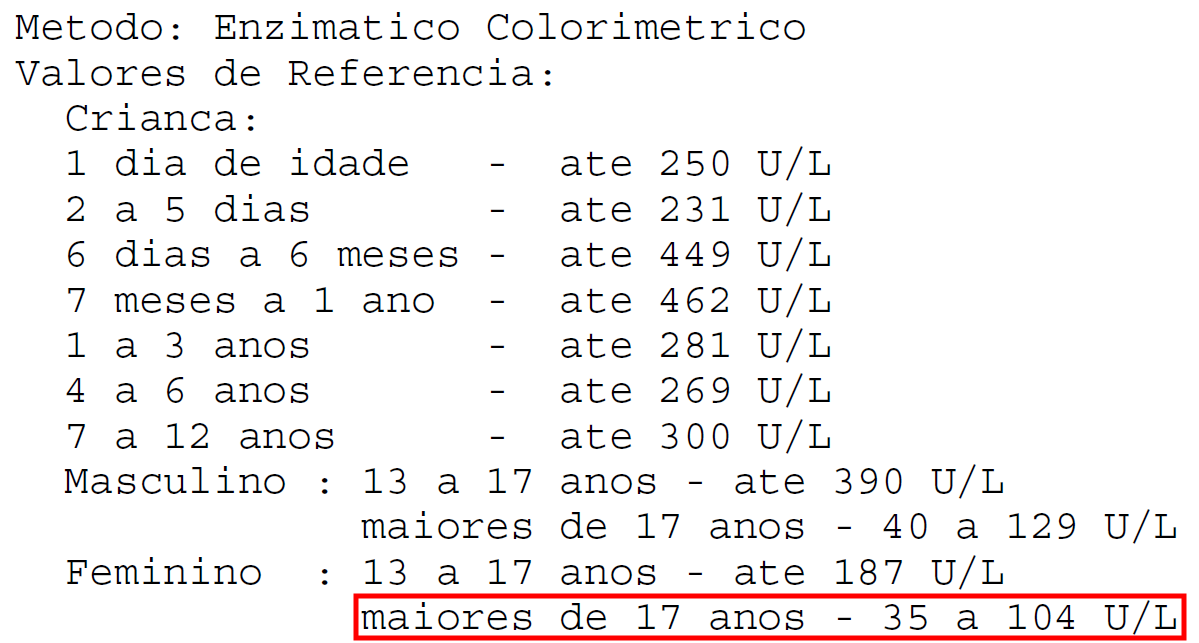 Metodo: Enzimatico Colorimetrico
Valores de Referencia:
Crianca:
1 dia de idade - ate 250 U/L
2 a 5 dias - ate 231 U/L
6 dias a 6 meses - ate 449 U/L
7 meses a 1 ano - ate 462 U/L
1 a 3 anos - ate 281 U/L
4 a 6 anos - ate 269 U/L
7 a 12 anos - ate 300 U/L
Masculino : 13 a 17 anos - ate 390 U/L
maiores de 17 anos - 40 a 129 U/L
Feminino : 13 a 17 anos - ate 187 U/L
maiores de 17 anos - 35 a 104 U/L